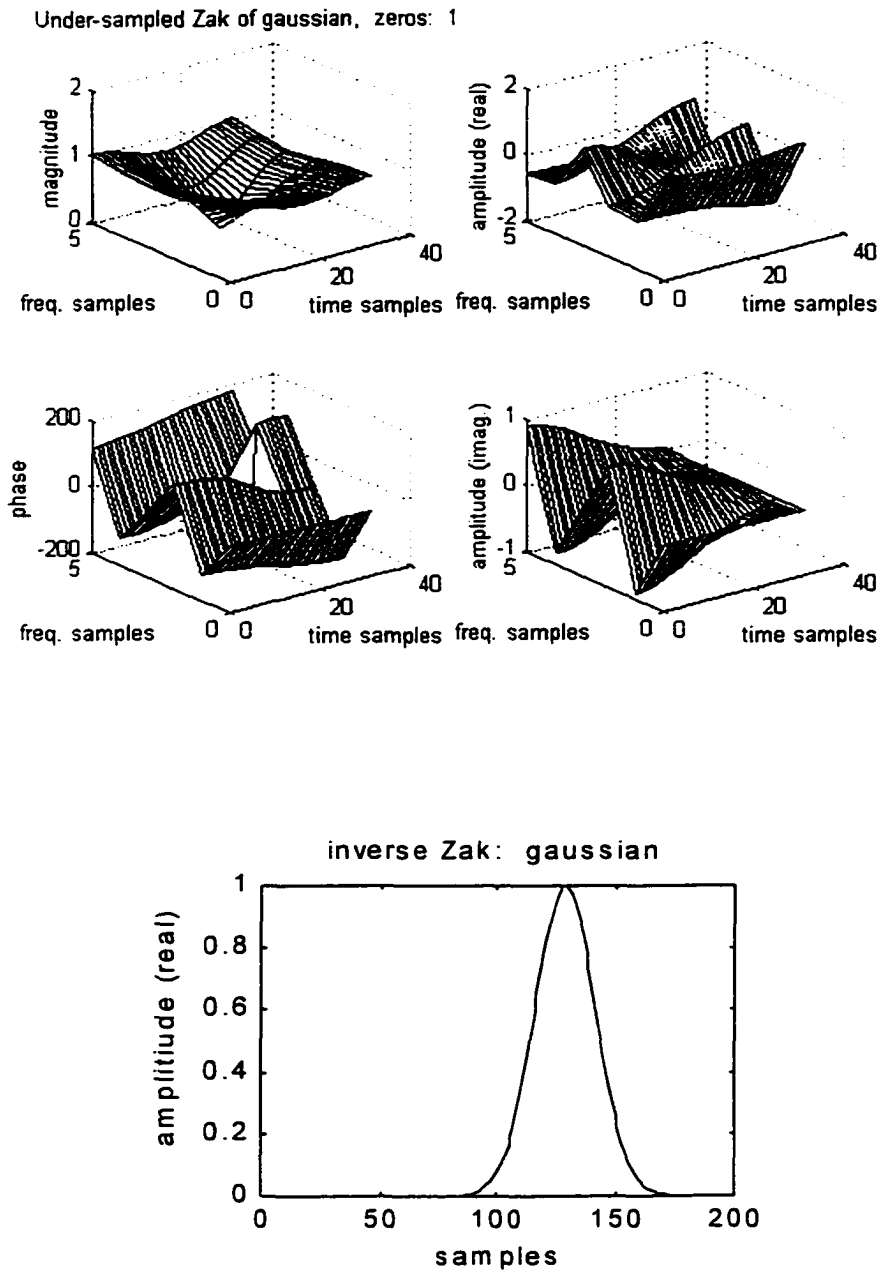 Under-sampled Zak of gaussian, zeros: 1
magnitude
2
1
0
5
freq. samples
0
0
20
40
time samples
amplitude (real)
2
0
-2
5
freq. samples
0
0
20
40
time samples
phase
200
0
-200
5
freq. samples
0
0
20
40
time samples
amplitude (imag.)
1
0
-1
5
freq. samples
0
0
20
40
time samples
inverse Zak: gaussian
amplitiude (real)
1
0.8
0.6
0.4
0.2
0
0
50
100
150
200
samples